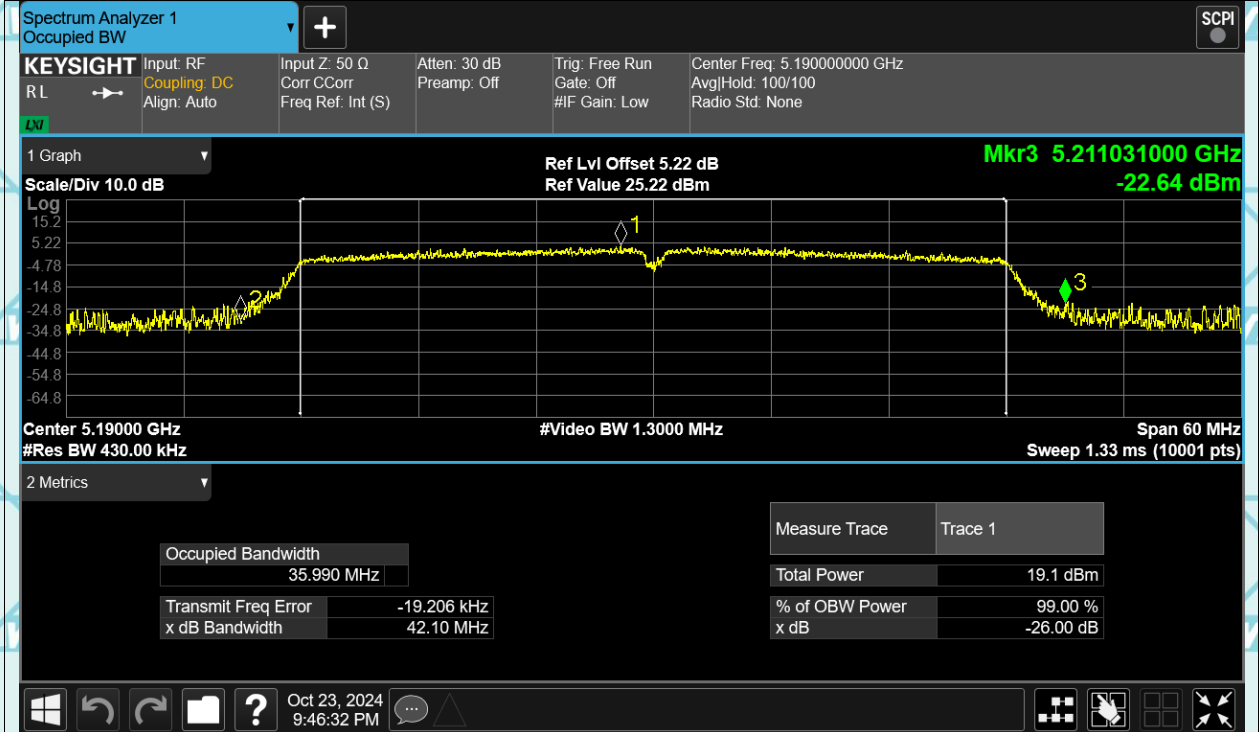 Spectrum Analyzer 1
Occupied BW
SCPI
KEYSIGHT
R L
LXI
Input: RF
Coupling: DC
Align: Auto
Input Z: 50 Ω
Corr CCorr
Freq Ref: Int (S)
Atten: 30 dB
Preamp: Off
Trig: Free Run
Gate: Off
#IF Gain: Low
Center Freq: 5.190000000 GHz
Avg|Hold: 100/100
Radio Std: None
1 Graph
Scale/Div 10.0 dB
Ref Lvl Offset 5.22 dB
Ref Value 25.22 dBm
Mkr3 5.211031000 GHz
-22.64 dBm
Log
15.2
5.22
-4.78
-14.8
-24.8
-34.8
-44.8
-54.8
-64.8
1
2
3
Center 5.19000 GHz
#Video BW 1.3000 MHz
Span 60 MHz
#Res BW 430.00 kHz
Sweep 1.33 ms (10001 pts)
2 Metrics
Occupied Bandwidth
35.990 MHz
Transmit Freq Error -19.206 kHz
x dB Bandwidth 42.10 MHz
Measure Trace Trace 1
Total Power 19.1 dBm
% of OBW Power 99.00 %
x dB -26.00 dB
?
Oct 23, 2024
9:46:32 PM